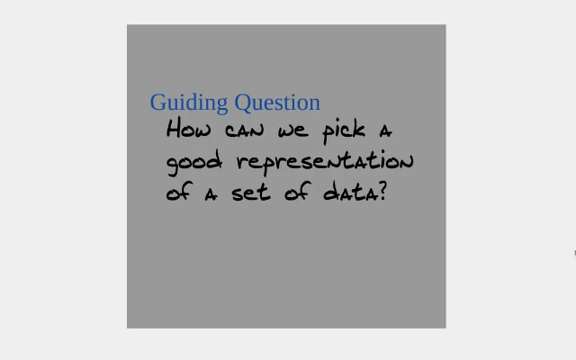 Guiding Question
How can we pick a
good representation
of a set of data?